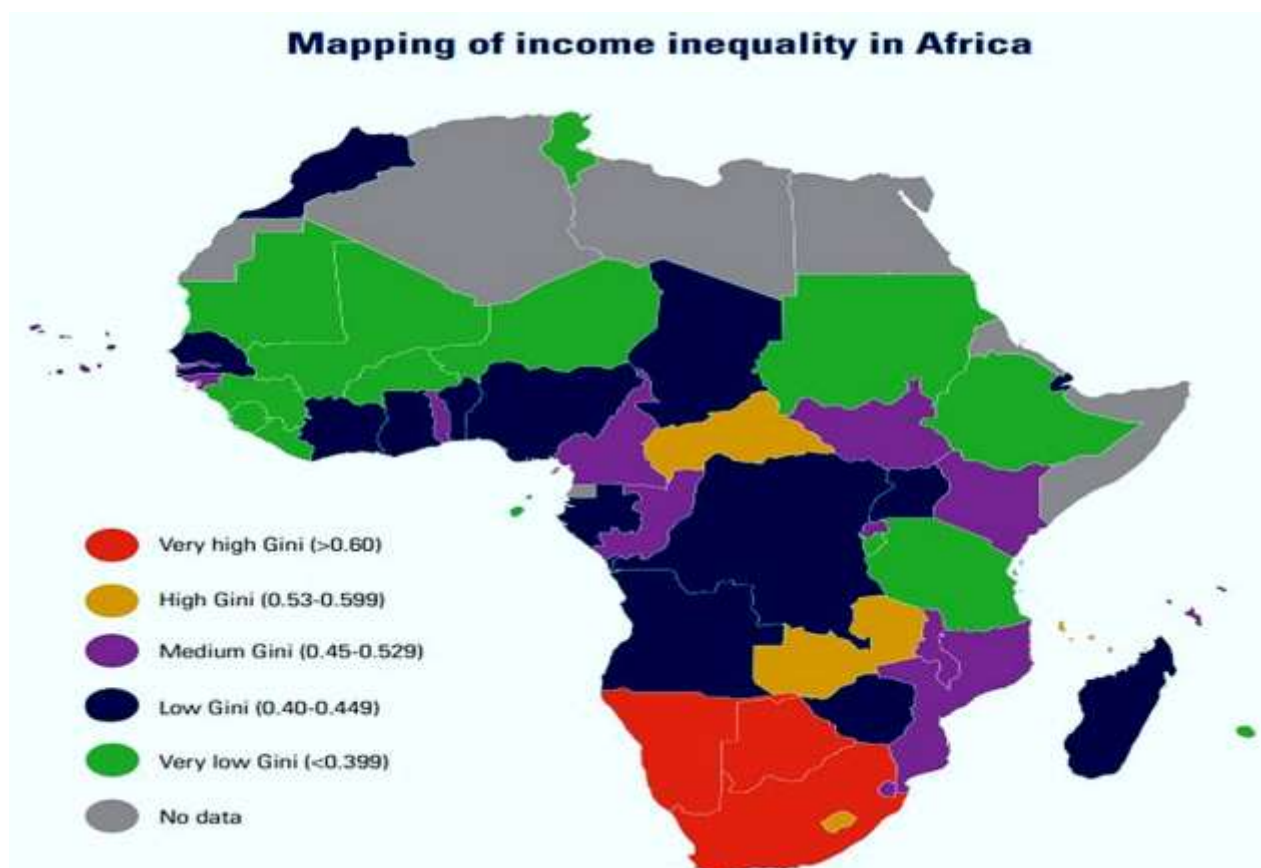 Mapping of income inequality in Africa
Very high Gini (>0.60)
High Gini (0.53-0.599)
Medium Gini (0.45-0.529)
Low Gini (0.40-0.449)
Very low Gini (<0.399)
No data